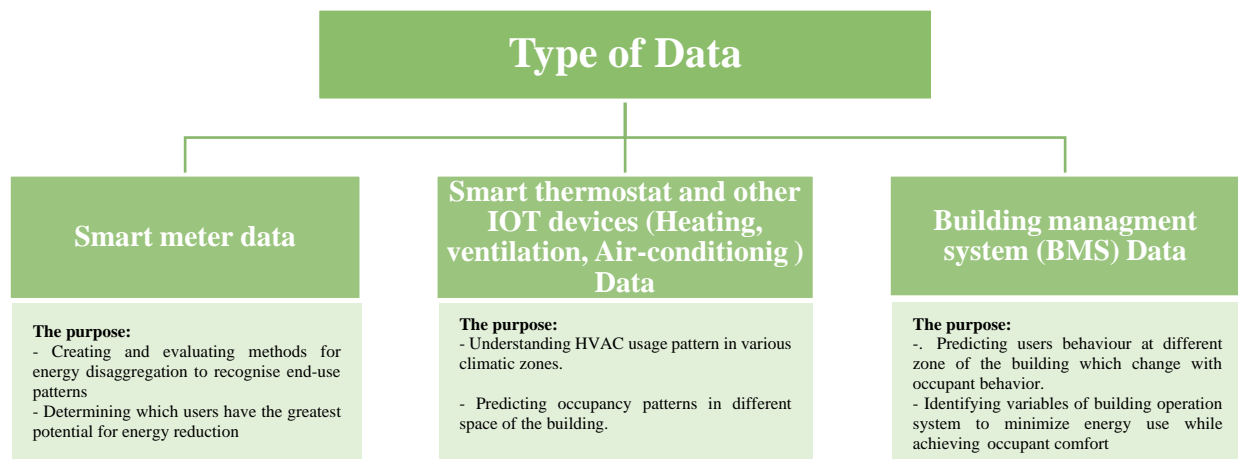 Type of Data
Smart meter data
The purpose:
- Creating and evaluating methods for
energy disaggregation to recognise end-use
patterns
- Determining which users have the greatest
potential for energy reduction
Smart thermostat and other
IOT devices (Heating,
ventilation, Air-conditionig )
Data
The purpose:
- Understanding HVAC usage pattern in various
climatic zones.
- Predicting occupancy patterns in different
space of the building.
Building managment
system (BMS) Data
The purpose:
-. Predicting users behaviour at different
zone of the building which change with
occupant behavior.
- Identifying variables of building operation
system to minimize energy use while
achieving occupant comfort